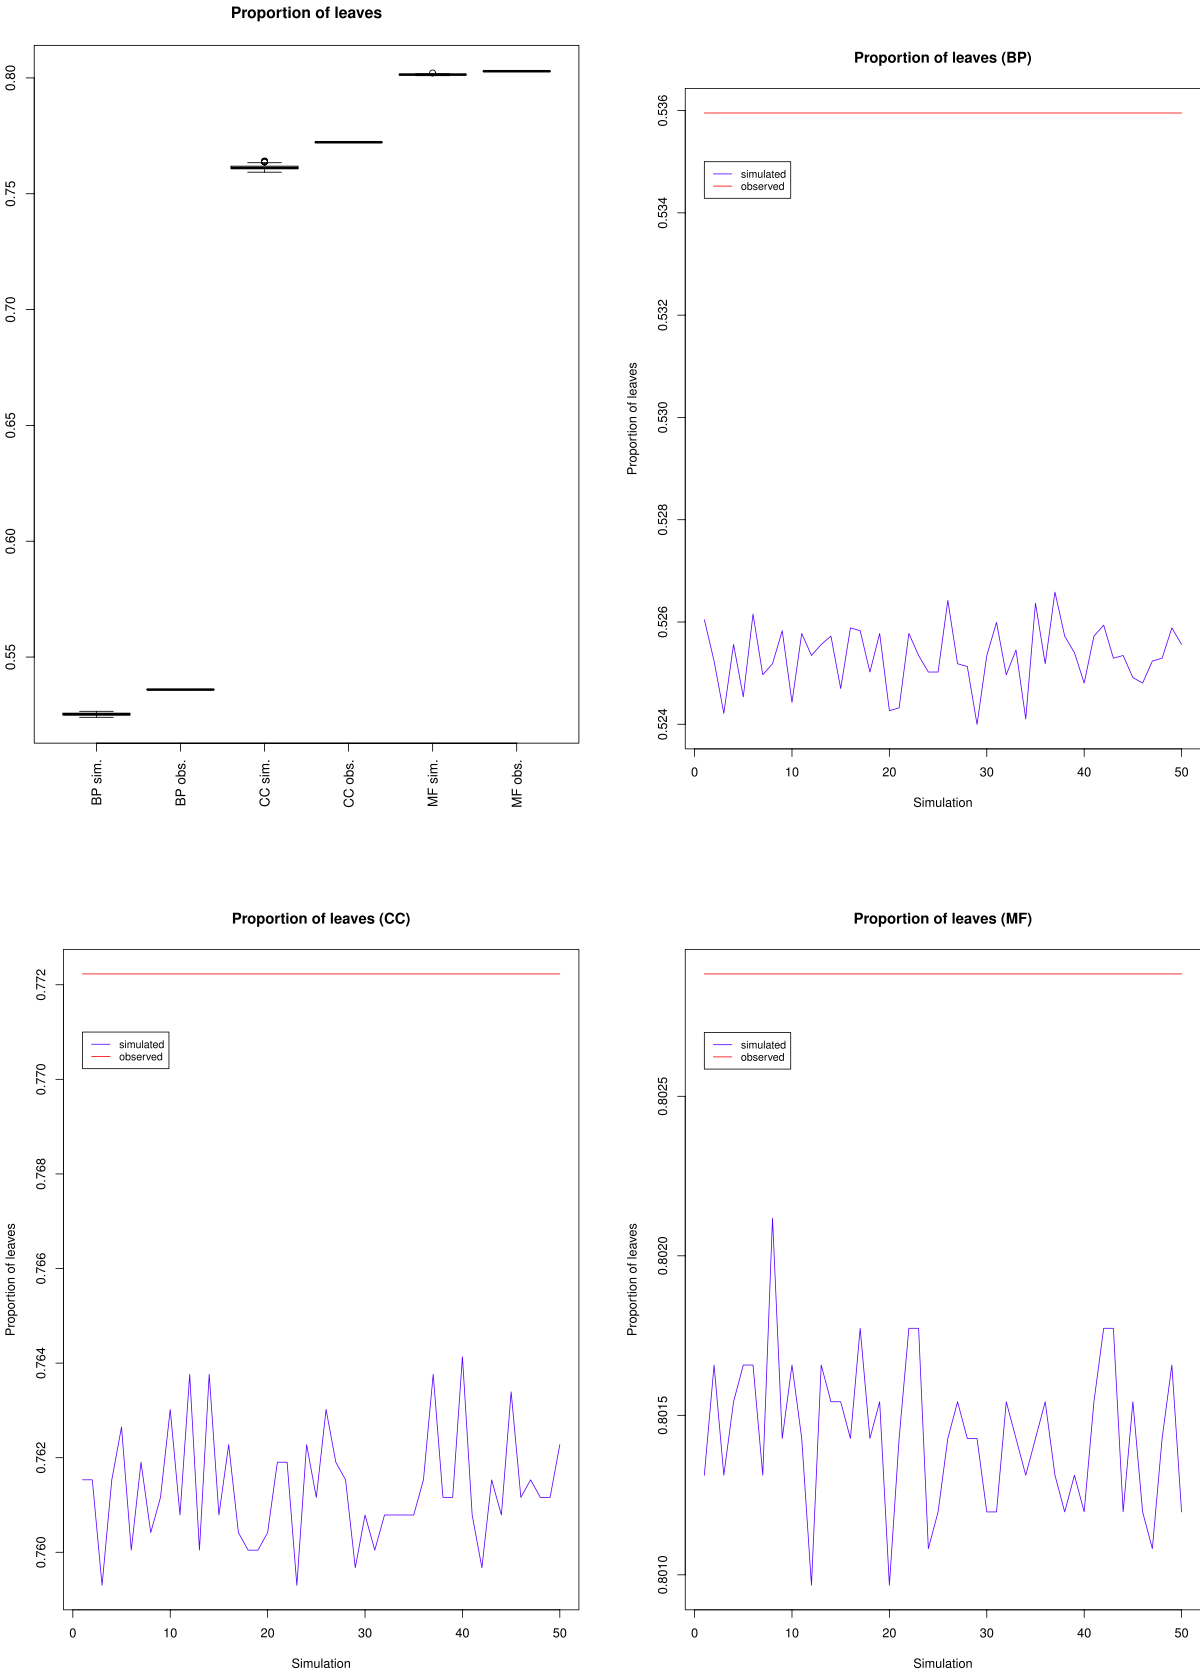 Proportion of leaves
0.80
0.75
0.70
0.65
0.60
0.55
BP sim.
BP obs.
CC sim.
CC obs.
MF sim.
MF obs.
Proportion of leaves (BP)
Proportion of leaves
0.536
0.534
0.532
0.530
0.528
0.526
0.524
simulated
observed
0 10 20 30 40 50
Simulation
Proportion of leaves (CC)
Proportion of leaves
0.772
0.770
0.768
0.766
0.764
0.762
0.760
simulated
observed
0 10 20 30 40 50
Simulation
Proportion of leaves (MF)
Proportion of leaves
0.8025
0.8020
0.8015
0.8010
simulated
observed
0 10 20 30 40 50
Simulation